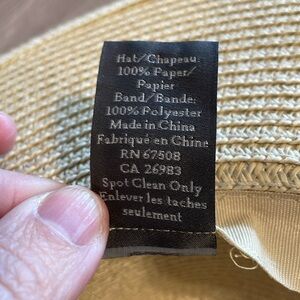 Hat/Chapeau:
100% Paper/
Papier
Band/Bande:
100% Polyester
Made in China
Fabriqué en Chine
RN 67508
CA 26983
Spot Clean Only
Enlever les taches
seulement